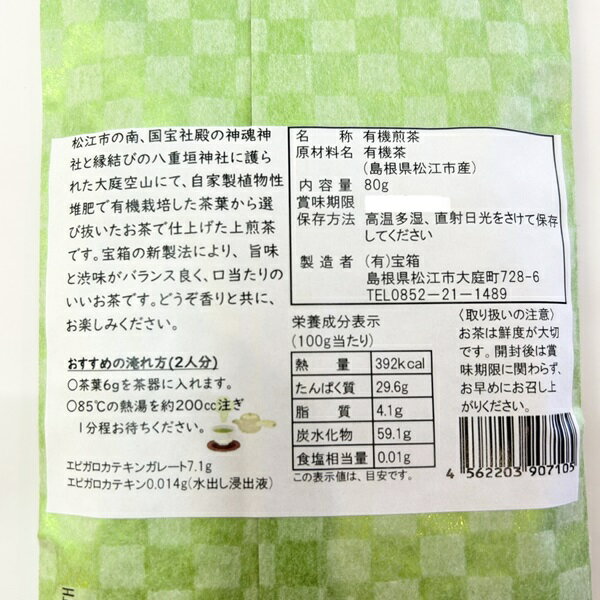 松江市の南、国宝社殿の神魂神
社と縁結びの八重垣神社に護ら
れた大庭空山にて、自家製植物性
堆肥で有機栽培した茶葉から選
び抜いたお茶で仕上げた上煎茶
です。宝箱の新製法により、旨味
と渋味がバランス良く、口当たりの
いいお茶です。どうぞ香りと共に、
お楽しみください。
おすすめの淹れ方(2人分)
○茶葉6gを茶器に入れます。
○85℃の熱湯を約200cc注ぎ
1分程お待ちください。
エピガロカテキンガレート7.1g
エピガロカテキン0.014g(水出し浸出液)
名 称 有機煎茶
原材料名 有機茶
(島根県松江市産)
内容量 80g
賞味期限
保存方法 高温多湿、直射日光をさけて保存
してください
製造者 (有)宝箱
島根県松江市大庭町728-6
TEL0852-21-1489
栄養成分表示
(100g当たり)
熱 量 392kcal
たんぱく質 29.6g
脂 質 4.1g
炭水化物 59.1g
食塩相当量 0.01g
この表示値は、目安です。
〈取り扱いの注意〉
お茶は鮮度が大切
です。開封後は賞
味期限に関わらず、
お早めにお召し上
がりください。
4 562203 907105